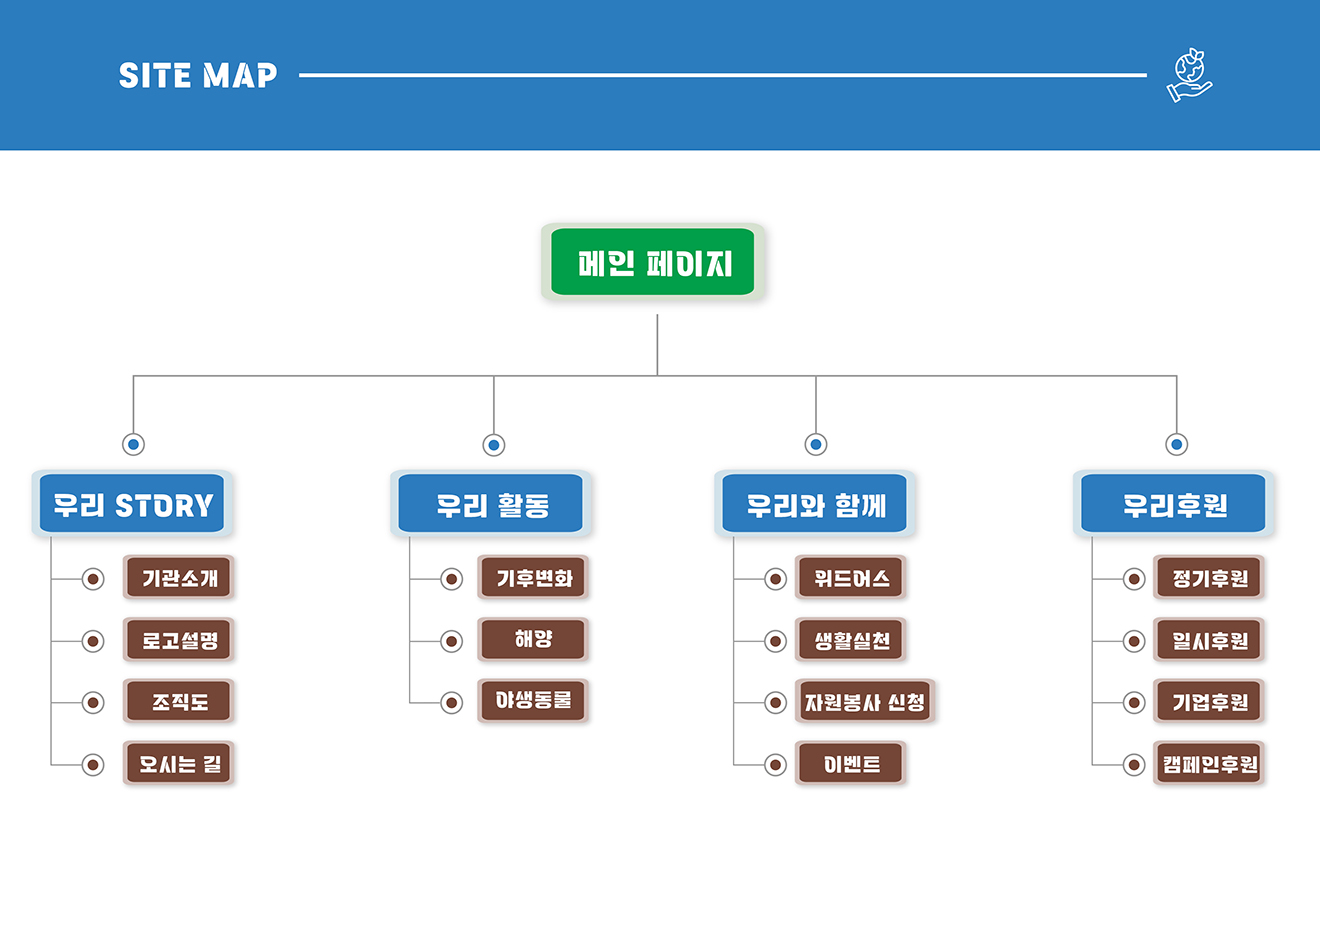 SITE MAP
메인 페이지
우리 STORY
기관소개
로고설명
조직도
오시는 길
우리 활동
기후변화
해양
야생동물
우리와 함께
위드어스
생활실천
자원봉사 신청
이벤트
우리후원
정기후원
일시후원
기업후원
캠페인후원